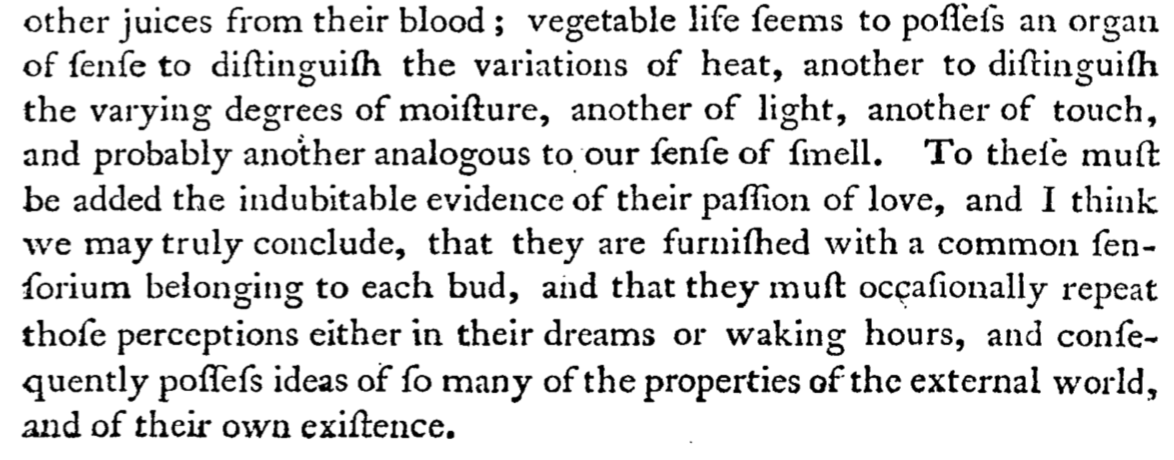 other juices from their blood; vegetable life ſeems to poſſeſs an organ
of ſenſe to diſtinguiſh the variations of heat, another to diſtinguiſh
the varying degrees of moiſture, another of light, another of touch,
and probably another analogous to our ſenſe of ſmell. To theſe muſt
be added the indubitable evidence of their paſſion of love, and I think
we may truly conclude, that they are furniſhed with a common ſen-
ſorium belonging to each bud, and that they muſt occaſionally repeat
thoſe perceptions either in their dreams or waking hours, and conſe-
quently poſſeſs ideas of ſo many of the properties of the external world,
and of their own exiſtence.